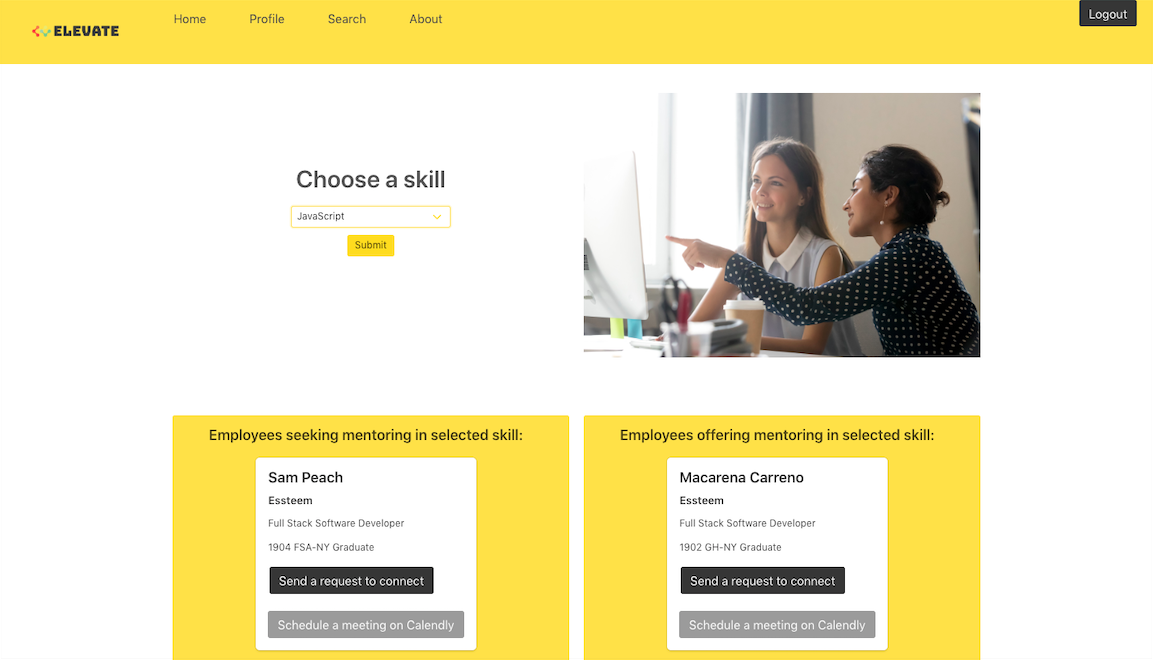 ELEVATE
Home
Profile
Search
About
Logout
Choose a skill
JavaScript
Submit
Employees seeking mentoring in selected skill:
Sam Peach
Essteem
Full Stack Software Developer
1904 FSA-NY Graduate
Send a request to connect
Schedule a meeting on Calendly
Employees offering mentoring in selected skill:
Macarena Carreno
Essteem
Full Stack Software Developer
1902 GH-NY Graduate
Send a request to connect
Schedule a meeting on Calendly